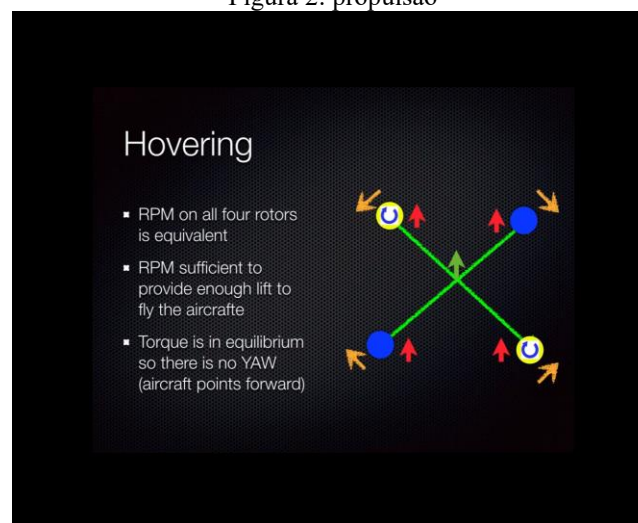 Figura 2: propulsão
Hovering
RPM on all four rotors
is equivalent
RPM sufficient to
provide enough lift to
fly the aircrafte
Torque is in equilibrium
so there is no YAW
(aircraft points forward)